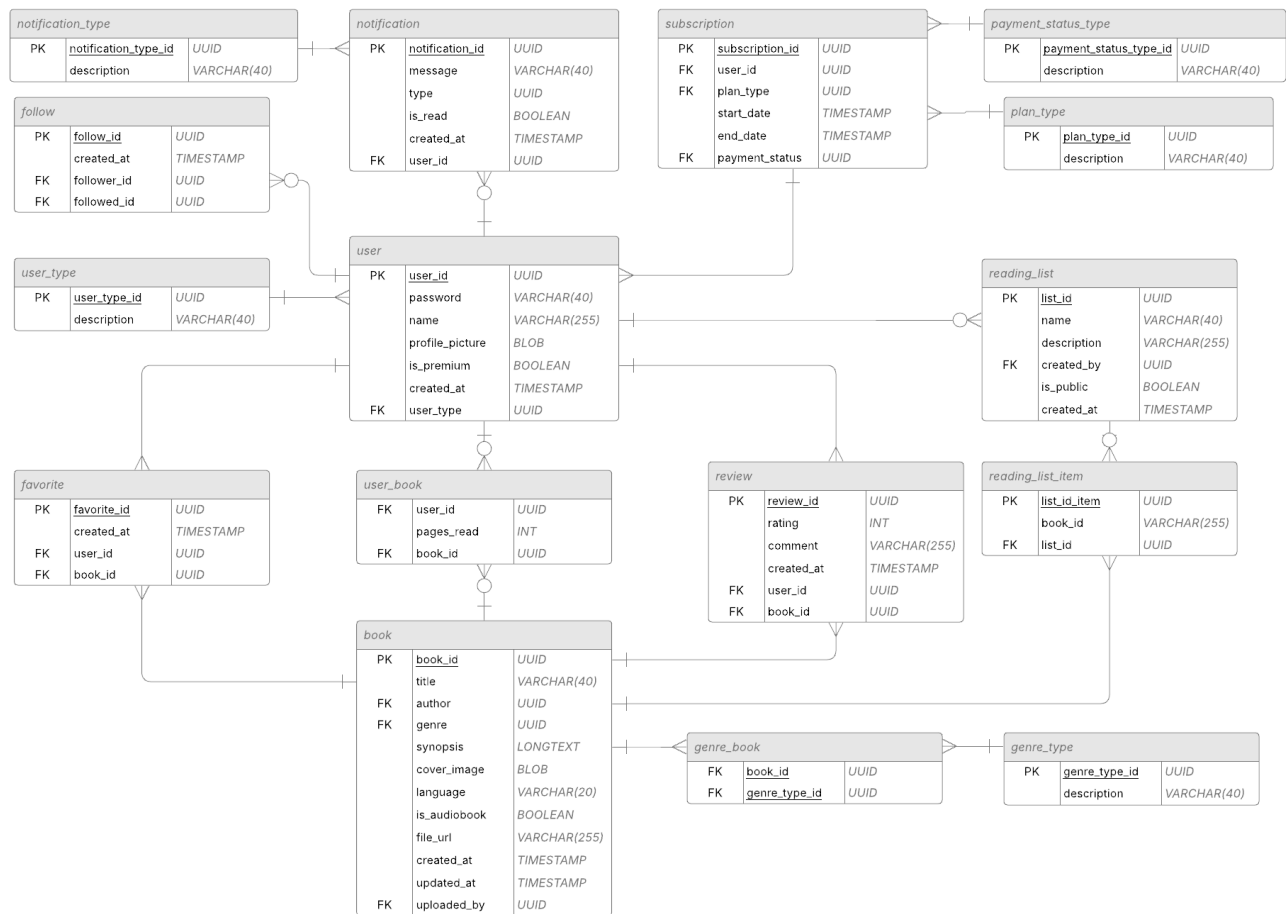 notification_type
PK notification_type_id UUID
description VARCHAR(40)
notification
PK notification_id UUID
message VARCHAR(40)
type UUID
is_read BOOLEAN
created_at TIMESTAMP
FK user_id UUID
subscription
PK subscription_id UUID
FK user_id UUID
FK plan_type UUID
start_date TIMESTAMP
end_date TIMESTAMP
FK payment_status UUID
payment_status_type
PK payment_status_type_id UUID
description VARCHAR(40)
follow
PK follow_id UUID
created_at TIMESTAMP
FK follower_id UUID
FK followed_id UUID
plan_type
PK plan_type_id UUID
description VARCHAR(40)
user_type
PK user_type_id UUID
description VARCHAR(40)
user
PK user_id UUID
password VARCHAR(40)
name VARCHAR(255)
profile_picture BLOB
is_premium BOOLEAN
created_at TIMESTAMP
FK user_type UUID
reading_list
PK list_id UUID
name VARCHAR(40)
description VARCHAR(255)
FK created_by UUID
is_public BOOLEAN
created_at TIMESTAMP
favorite
PK favorite_id UUID
created_at TIMESTAMP
FK user_id UUID
FK book_id UUID
user_book
FK user_id UUID
pages_read INT
FK book_id UUID
review
PK review_id UUID
rating INT
comment VARCHAR(255)
created_at TIMESTAMP
FK user_id UUID
FK book_id UUID
reading_list_item
PK list_id_item UUID
book_id VARCHAR(255)
FK list_id UUID
book
PK book_id UUID
title VARCHAR(40)
FK author UUID
FK genre UUID
synopsis LONGTEXT
cover_image BLOB
language VARCHAR(20)
is_audiobook BOOLEAN
file_url VARCHAR(255)
created_at TIMESTAMP
updated_at TIMESTAMP
FK uploaded_by UUID
genre_book
FK book_id UUID
FK genre_type_id UUID
genre_type
PK genre_type_id UUID
description VARCHAR(40)